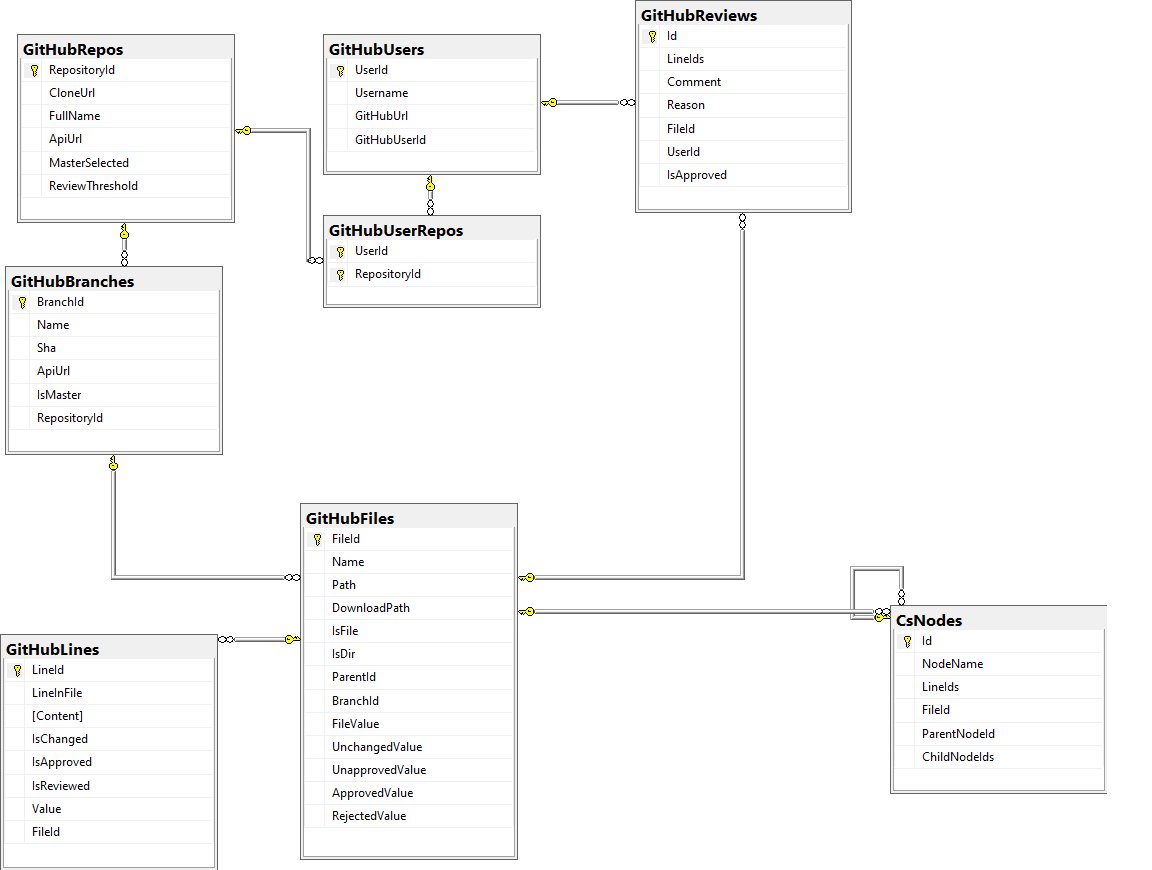 GitHubRepos
RepositoryId
CloneUrl
FullName
ApiUrl
MasterSelected
ReviewThreshold
GitHubUsers
UserId
Username
GitHubUrl
GitHubUserId
GitHubReviews
Id
LineIds
Comment
Reason
FileId
UserId
IsApproved
GitHubUserRepos
UserId
RepositoryId
GitHubBranches
BranchId
Name
Sha
ApiUrl
IsMaster
RepositoryId
GitHubFiles
FileId
Name
Path
DownloadPath
IsFile
IsDir
ParentId
BranchId
FileValue
UnchangedValue
UnapprovedValue
ApprovedValue
RejectedValue
GitHubLines
LineId
LineInFile
[Content]
IsChanged
IsApproved
IsReviewed
Value
FileId
CsNodes
Id
NodeName
LineIds
FileId
ParentNodeId
ChildNodeIds